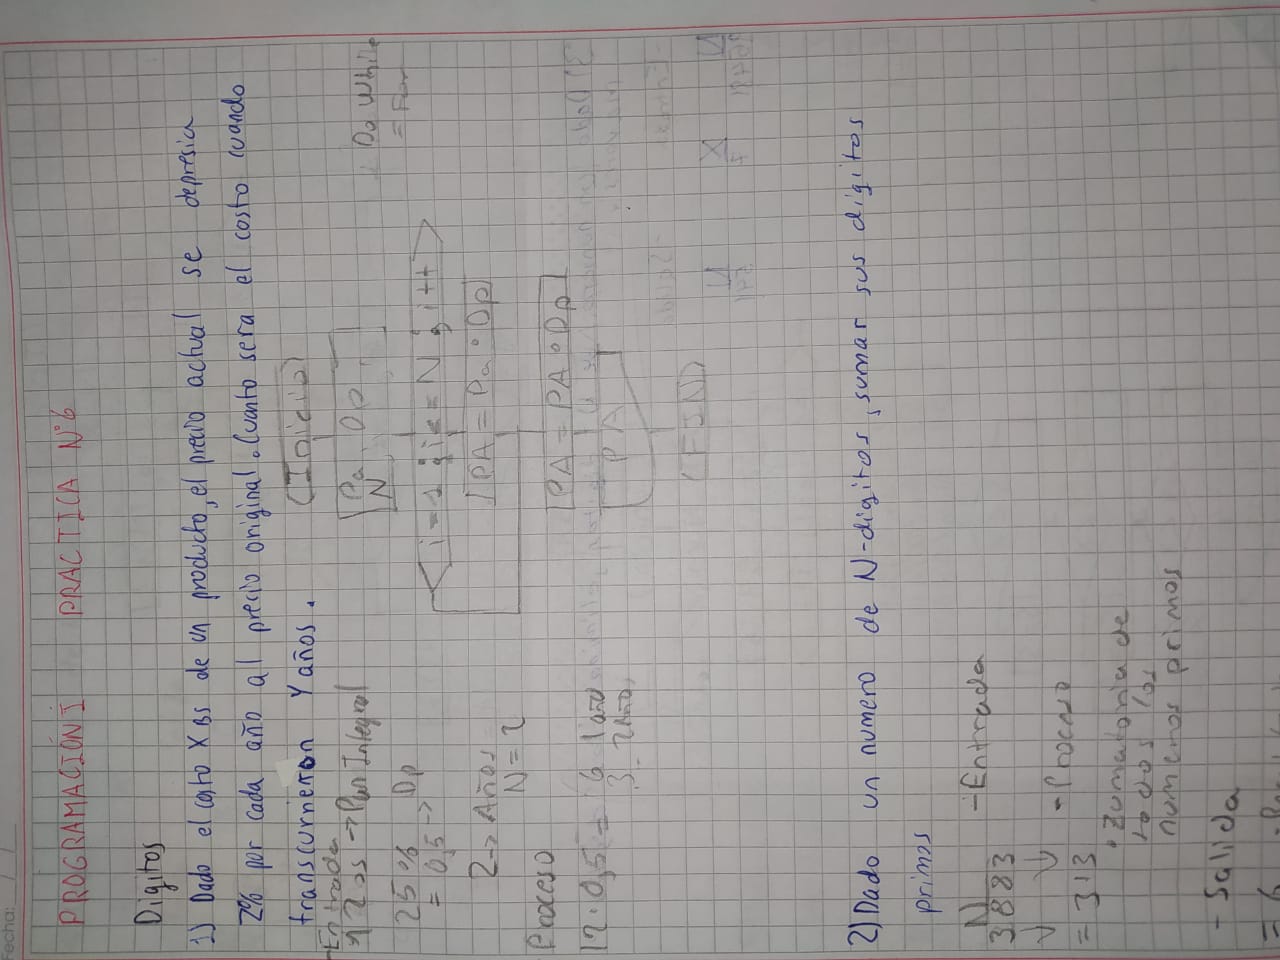 Fecha:
PROGRAMACIÓN I PRACTICA N°6
Digitos
1) Dado el costo X Bs de un producto, el precio actual se depresia
2% por cada año al precio original. Cuanto sera el costo cuando
transcurrieron Y años.
Entrada
12 Bs -> Pan Integral
25%
= 0,5 -> Dp
2 -> Años
N = 2
Proceso
12 · 0,5 = 6 1 año
3 - 2 Año
(Inicio)
Pa, Dp,
N
i=1 ; i<= N ; i++
PA = Pa · Dp
PA = PA · Dp
PA
(FIN)
Do While
= For
2) Dado un numero de N-digitos, sumar sus digitos
primos
N
3883 - Entrada
- Proceso
= 313
· Zumatoria de
todos los
numeros primos
- Salida